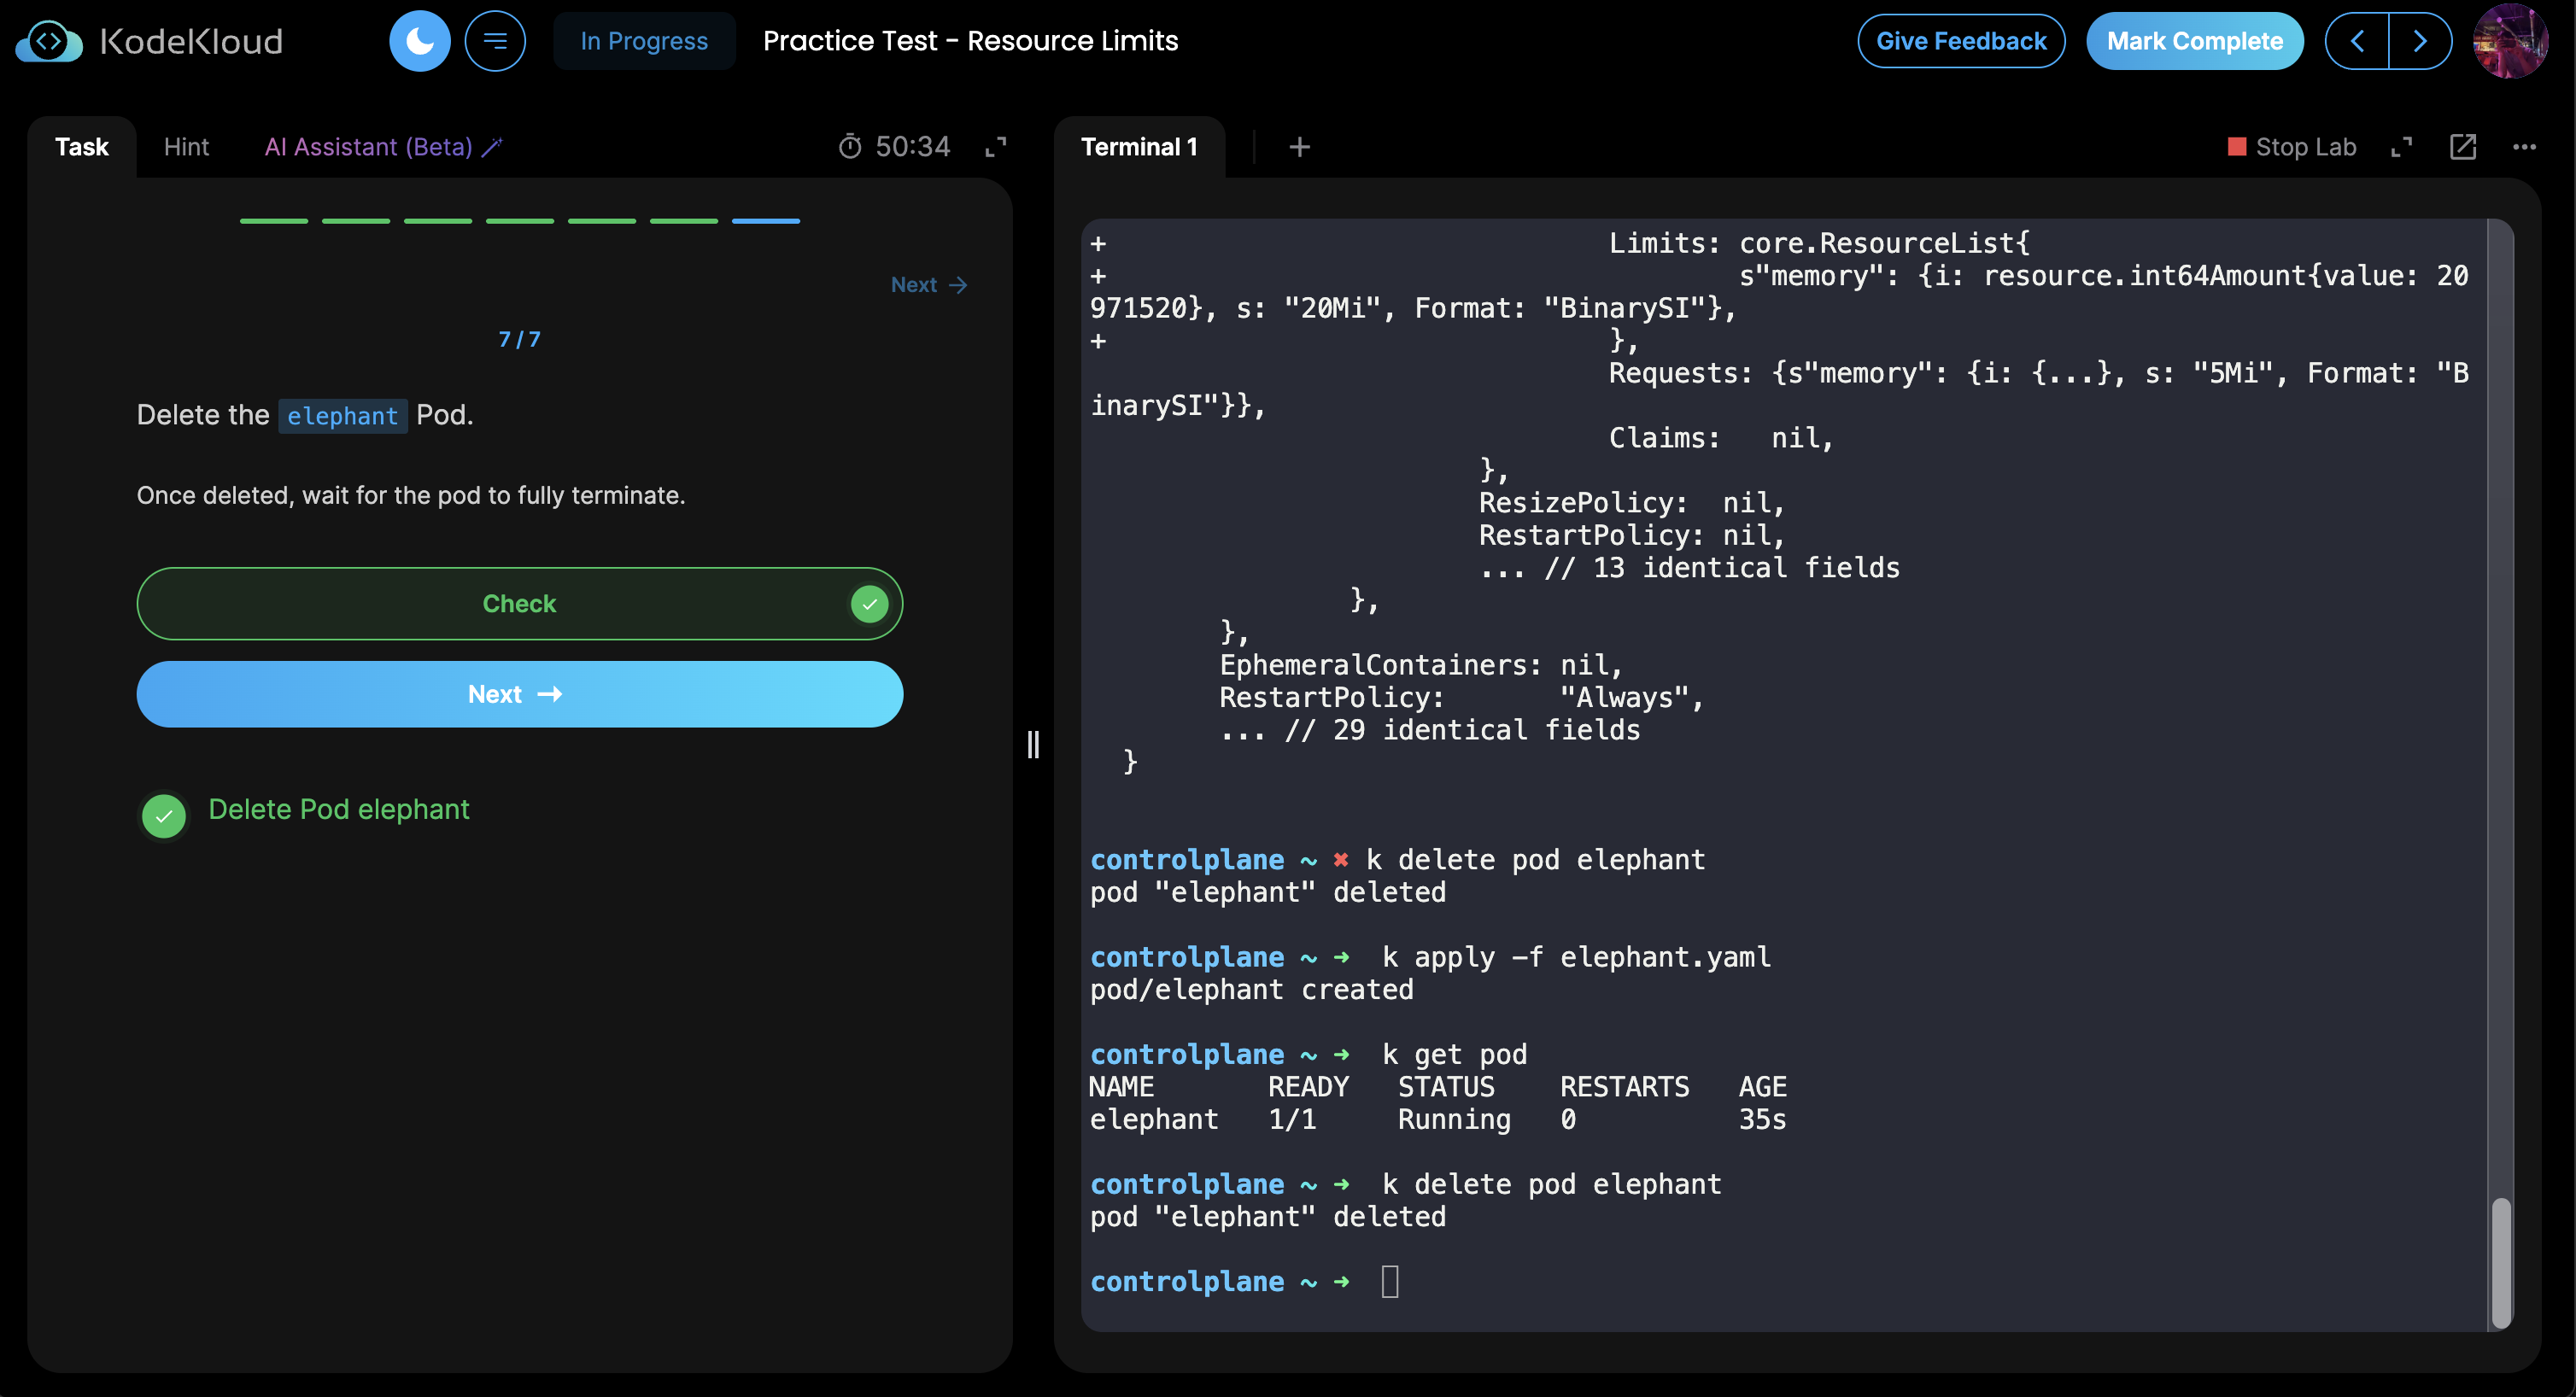 KodeKloud
In Progress
Practice Test - Resource Limits
Give Feedback
Mark Complete
Task
Hint
AI Assistant (Beta)
50:34
Next →
7 / 7
Delete the elephant Pod.
Once deleted, wait for the pod to fully terminate.
Check
Next →
Delete Pod elephant
Terminal 1
+
Stop Lab
...
+ Limits: core.ResourceList{
+ s"memory": {i: resource.int64Amount{value: 20
971520}, s: "20Mi", Format: "BinarySI"},
+ },
Requests: {s"memory": {i: {...}, s: "5Mi", Format: "B
inarySI"}},
Claims: nil,
},
ResizePolicy: nil,
RestartPolicy: nil,
... // 13 identical fields
},
},
EphemeralContainers: nil,
RestartPolicy: "Always",
... // 29 identical fields
}
controlplane ~ ✖ k delete pod elephant
pod "elephant" deleted
controlplane ~ ➜ k apply -f elephant.yaml
pod/elephant created
controlplane ~ ➜ k get pod
NAME READY STATUS RESTARTS AGE
elephant 1/1 Running 0 35s
controlplane ~ ➜ k delete pod elephant
pod "elephant" deleted
controlplane ~ ➜